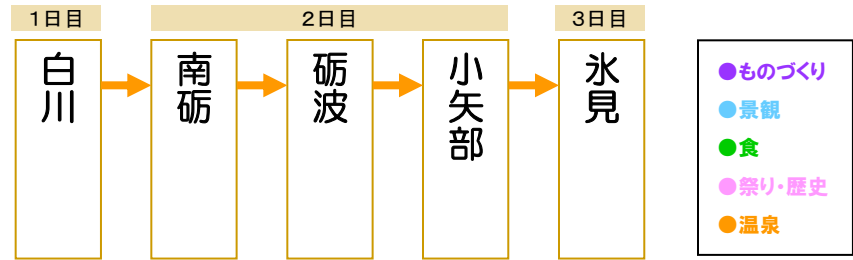 1日目
2日目
3日目
白川
南砺
砺波
小矢部
氷見
●ものづくり
●景観
●食
●祭り・歴史
●温泉